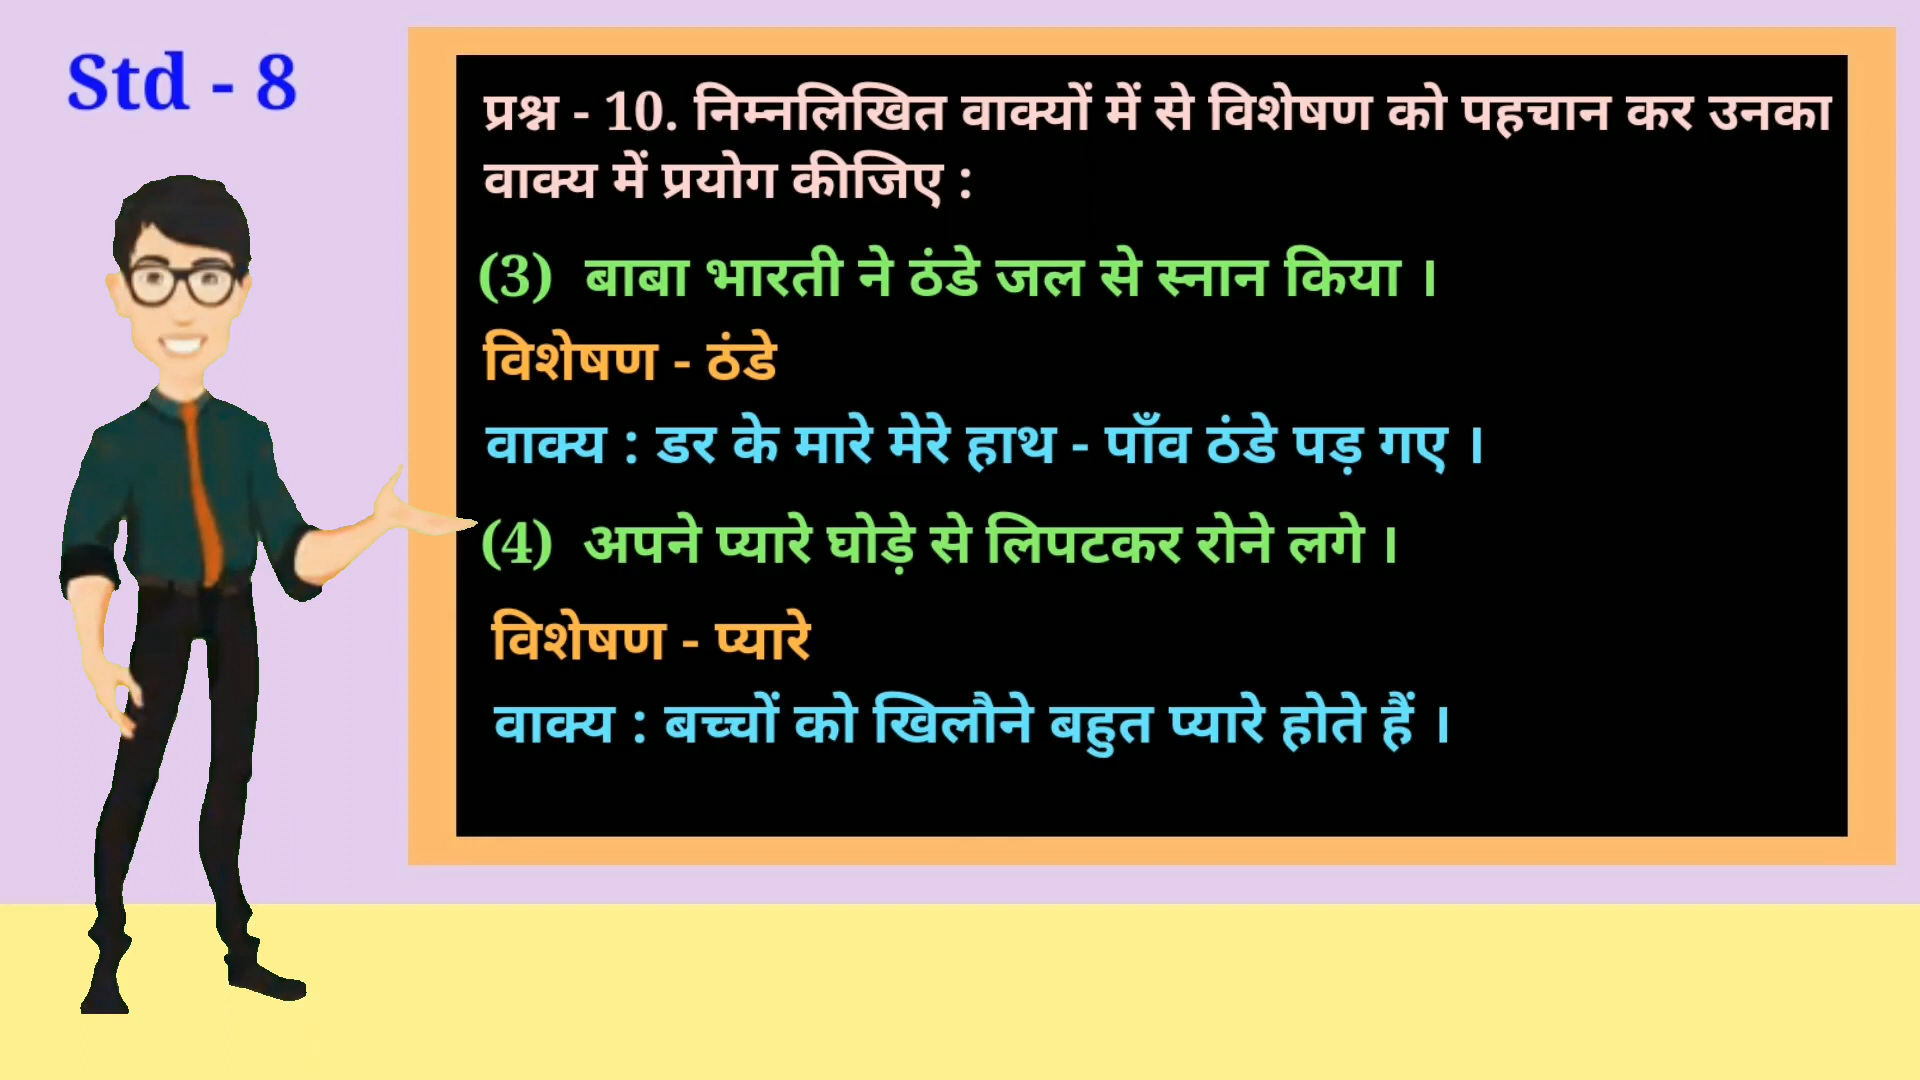 Std - 8
प्रश्न - 10. निम्नलिखित वाक्यों में से विशेषण को पहचान कर उनका
वाक्य में प्रयोग कीजिए :
(3) बाबा भारती ने ठंडे जल से स्नान किया ।
विशेषण - ठंडे
वाक्य : डर के मारे मेरे हाथ - पाँव ठंडे पड़ गए ।
(4) अपने प्यारे घोड़े से लिपटकर रोने लगे ।
विशेषण - प्यारे
वाक्य : बच्चों को खिलौने बहुत प्यारे होते हैं ।